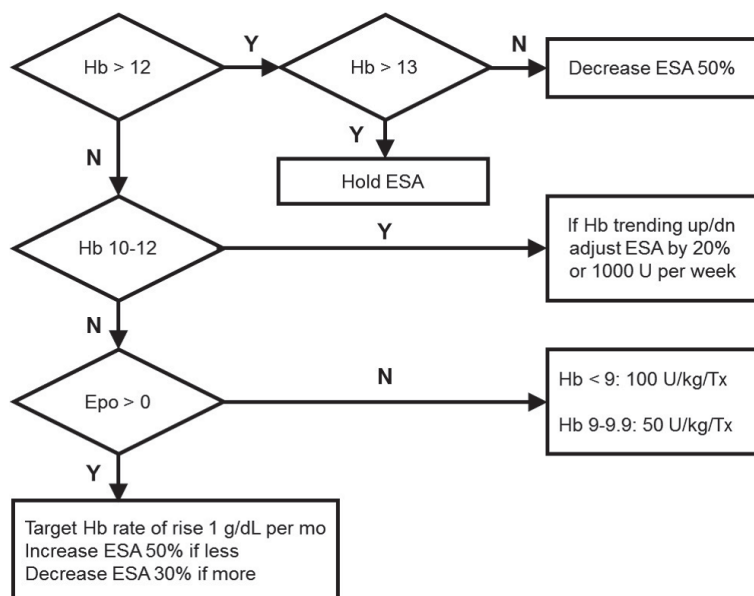 Hb > 12
Y
Hb > 13
N
Decrease ESA 50%
N
Y
Hold ESA
Hb 10-12
Y
If Hb trending up/dn
adjust ESA by 20%
or 1000 U per week
N
Epo > 0
N
Hb < 9: 100 U/kg/Tx
Hb 9-9.9: 50 U/kg/Tx
Y
Target Hb rate of rise 1 g/dL per mo
Increase ESA 50% if less
Decrease ESA 30% if more